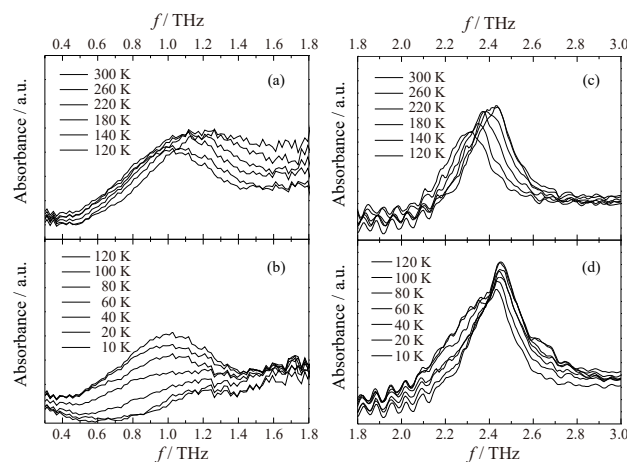 f / THz
f / THz
0.4 0.6 0.8 1.0 1.2 1.4 1.6 1.8
1.8 2.0 2.2 2.4 2.6 2.8 3.0
Absorbance / a.u.
300 K
260 K
220 K
180 K
140 K
120 K
(a)
Absorbance / a.u.
300 K
260 K
220 K
180 K
140 K
120 K
(c)
Absorbance / a.u.
120 K
100 K
80 K
60 K
40 K
20 K
10 K
(b)
Absorbance / a.u.
120 K
100 K
80 K
60 K
40 K
20 K
10 K
(d)
0.4 0.6 0.8 1.0 1.2 1.4 1.6 1.8
1.8 2.0 2.2 2.4 2.6 2.8 3.0
f / THz
f / THz